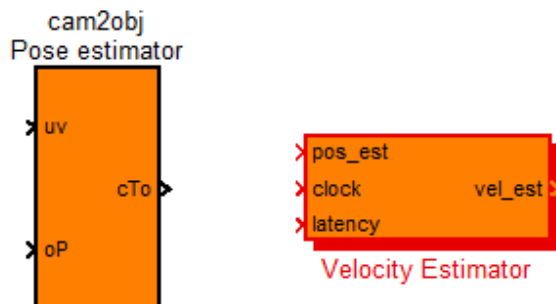 cam2obj
Pose estimator
uv
cTo
oP
pos_est
clock
vel_est
latency
Velocity Estimator